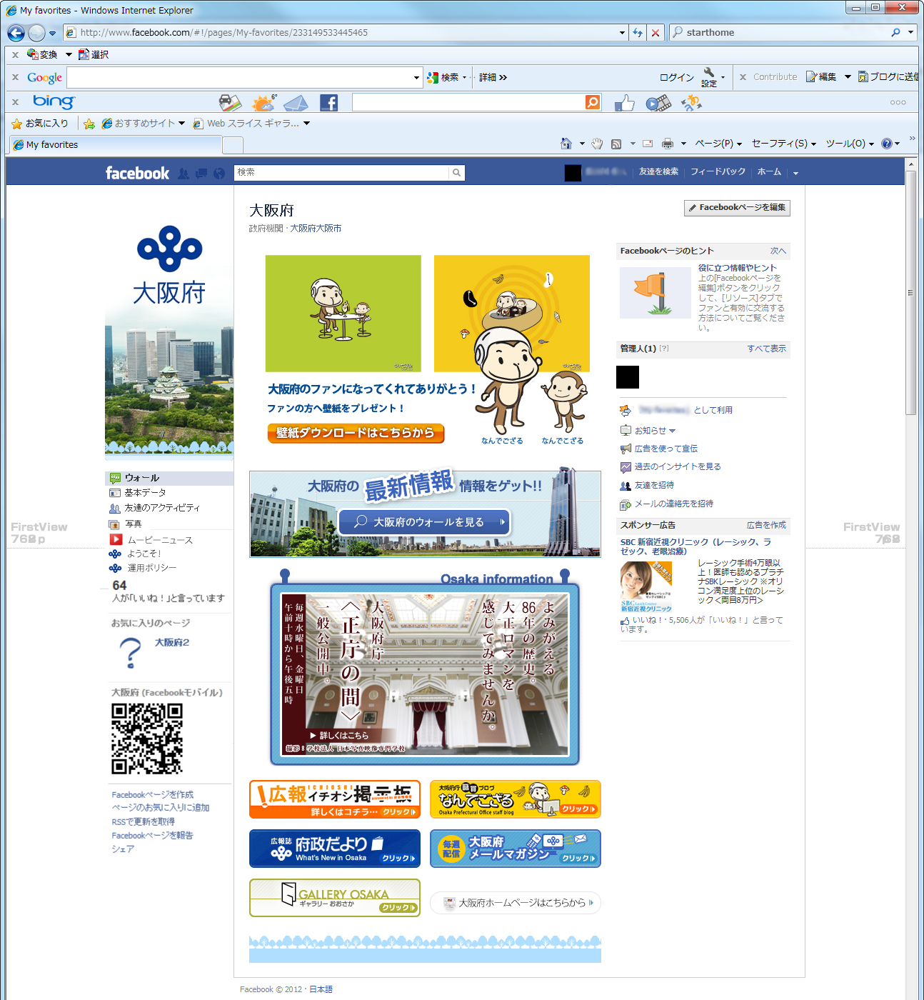 My favorites - Windows Internet Explorer
http://www.facebook.com/#!/pages/My-favorites/233149533445465
starthome
x 変換 選択
x Google 検索 詳細 ログイン 設定 x Contribute 編集 ブログに送信
x bing 6°
お気に入り おすすめサイト Web スライス ギャラ...
My favorites
ページ(P) セーフティ(S) ツール(O)
facebook 検索 友達を検索 フィードバック ホーム
大阪府
大阪府
政府機関・大阪府大阪市
Facebookページを編集
大阪府のファンになってくれてありがとう！
ファンの方へ壁紙をプレゼント！
壁紙ダウンロードはこちらから
なんでござる なんでこざる
大阪府の 最新情報 情報をゲット!!
大阪府のウォールを見る
ウォール
基本データ
友達のアクティビティ
写真
ムービーニュース
ようこそ!
運用ポリシー
64
人が「いいね！」と言っています
お気に入りのページ
大阪府2
大阪府 (Facebookモバイル)
Facebookページを作成
ページのお気に入りに追加
RSSで更新を取得
Facebookページを報告
シェア
FirstView
FirstView
Osaka information
よみがえる
86年の歴史。
大正ロマンを
感じてみませんか。
大阪府庁
〈正庁の間〉
一般公開中。
毎週水曜日、金曜日
午前十時から午後五時
詳しくはこちら
撮影：学校法人 日本写真映像専門学校
！広報 ICHIOSHI イチオシ 掲示板
詳しくはコチラ… クリック
大阪府庁 職員 ブログ
なんでござる
Osaka Prefectural Office staff blog クリック
広報誌 府政だより
What's New in Osaka クリック
毎週配信 大阪府
メールマガジン クリック
GALLERY OSAKA
ギャラリー おおさか
クリック
大阪府ホームページはこちらから
Facebookページのヒント 次へ
役に立つ情報やヒント
上の[Facebookページを
編集]ボタンをクリック
して、[リソース]タブで
ファンと有効に交流する
方法についてご覧くださ
い。
管理人(1) [?] すべて表示
として利用
お知らせ
広告を使って宣伝
過去のインサイトを見る
友達を招待
メールの連絡先を招待
スポンサー広告 広告を作成
SBC 新宿近視クリニック（レーシック、ラ
ゼック、老眼治療）
レーシック手術4万眼以
上！医師も認めるプラチ
ナSBKレーシック ※オリ
コン満足度上位のレーシ
ック＜両目8万円＞
SBC
新宿近視クリニック
いいね！・5,506人が「いいね！」と言って
います。
Facebook © 2012・日本語